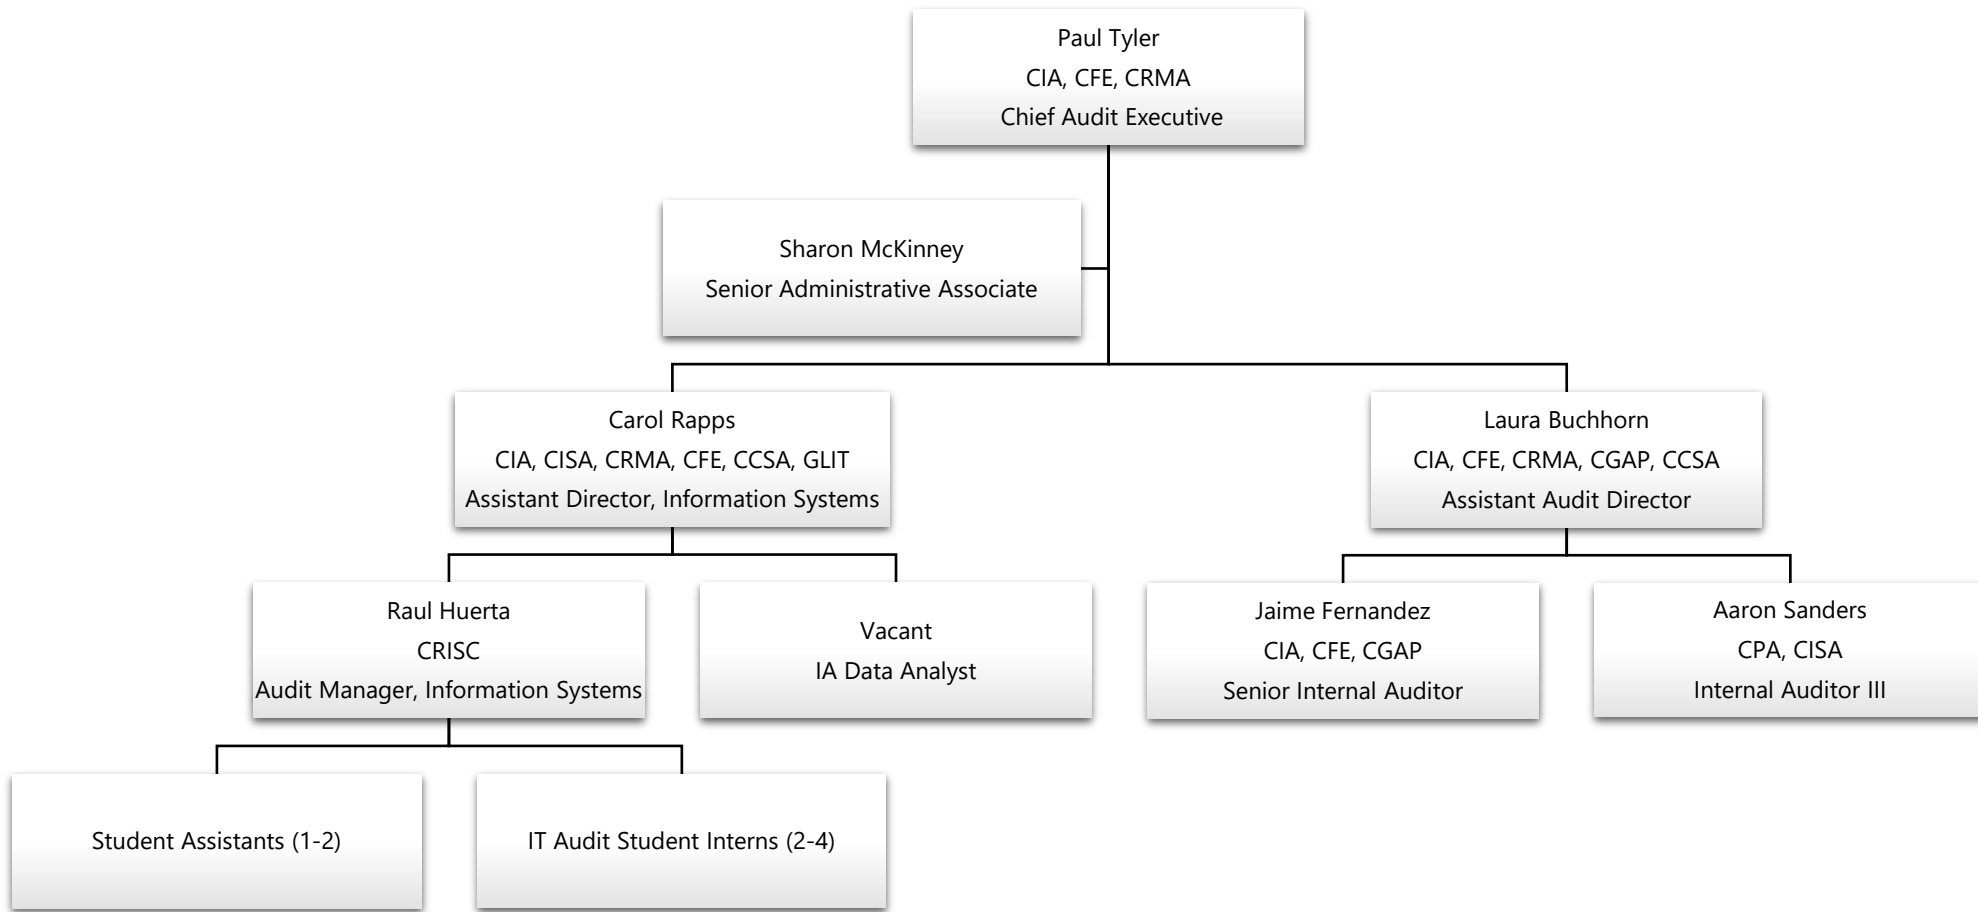 Paul Tyler
CIA, CFE, CRMA
Chief Audit Executive
Sharon McKinney
Senior Administrative Associate
Carol Rapps
CIA, CISA, CRMA, CFE, CCSA, GLIT
Assistant Director, Information Systems
Laura Buchhorn
CIA, CFE, CRMA, CGAP, CCSA
Assistant Audit Director
Raul Huerta
CRISC
Audit Manager, Information Systems
Vacant
IA Data Analyst
Jaime Fernandez
CIA, CFE, CGAP
Senior Internal Auditor
Aaron Sanders
CPA, CISA
Internal Auditor III
Student Assistants (1-2)
IT Audit Student Interns (2-4)